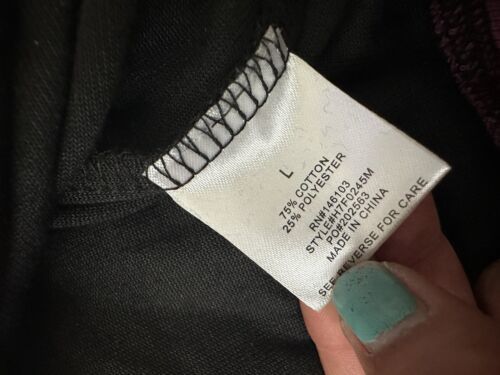 L
75% COTTON
25% POLYESTER
RN#146103
STYLE#H7F0245M
PO#202563
MADE IN CHINA
SEE REVERSE FOR CARE